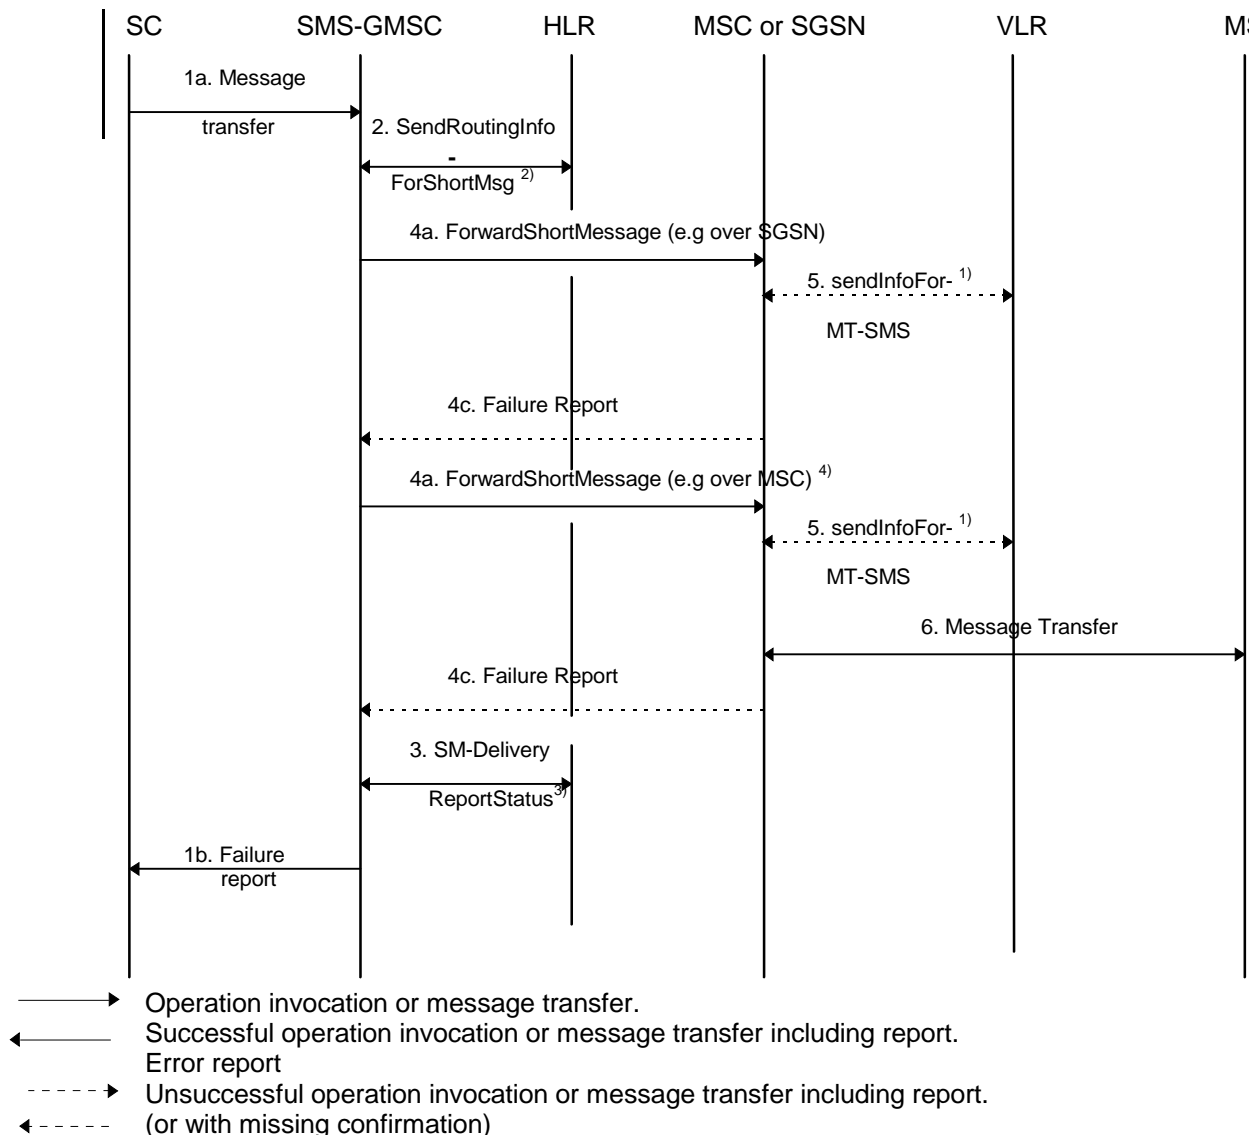 SC SMS-GMSC HLR MSC or SGSN VLR MS
1a. Message
transfer
2. SendRoutingInfo
-
ForShortMsg 2)
4a. ForwardShortMessage (e.g over SGSN)
5. sendInfoFor- 1)
MT-SMS
4c. Failure Report
4a. ForwardShortMessage (e.g over MSC) 4)
5. sendInfoFor- 1)
MT-SMS
6. Message Transfer
4c. Failure Report
3. SM-Delivery
ReportStatus3)
1b. Failure
report
Operation invocation or message transfer.
Successful operation invocation or message transfer including report.
Error report
Unsuccessful operation invocation or message transfer including report.
(or with missing confirmation)